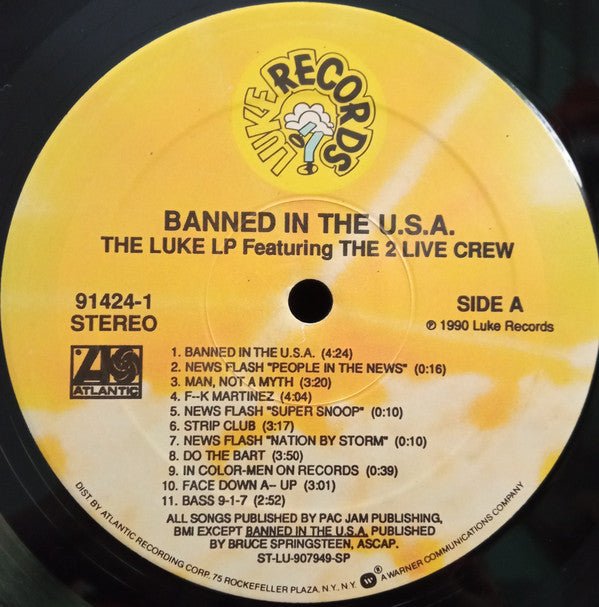 LUKE RECORDS
BANNED IN THE U.S.A.
THE LUKE LP Featuring THE 2 LIVE CREW
91424-1
STEREO
SIDE A
℗ 1990 Luke Records
ATLANTIC
1. BANNED IN THE U.S.A. (4:24)
2. NEWS FLASH "PEOPLE IN THE NEWS" (0:16)
3. MAN, NOT A MYTH (3:20)
4. F--K MARTINEZ (4:04)
5. NEWS FLASH "SUPER SNOOP" (0:10)
6. STRIP CLUB (3:17)
7. NEWS FLASH "NATION BY STORM" (0:10)
8. DO THE BART (3:50)
9. IN COLOR-MEN ON RECORDS (0:39)
10. FACE DOWN A-- UP (3:01)
11. BASS 9-1-7 (2:52)
ALL SONGS PUBLISHED BY PAC JAM PUBLISHING,
BMI EXCEPT BANNED IN THE U.S.A. PUBLISHED
BY BRUCE SPRINGSTEEN, ASCAP.
ST-LU-907949-SP
DIST. BY ATLANTIC RECORDING CORP. 75 ROCKEFELLER PLAZA, N.Y., N.Y. W ® A WARNER COMMUNICATIONS COMPANY